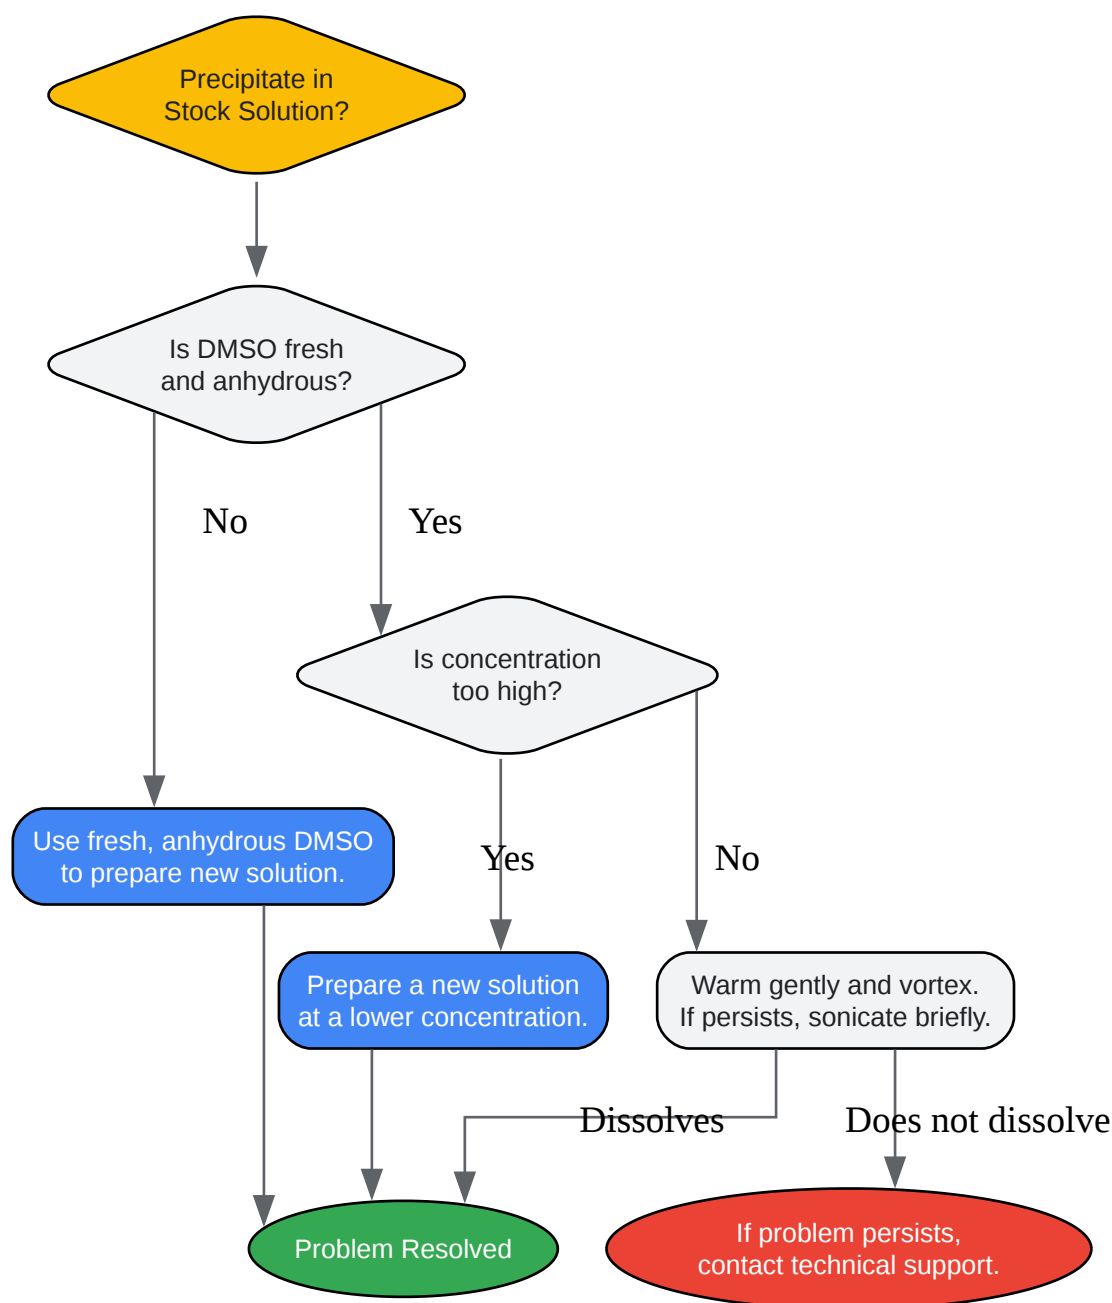 Precipitate in
Stock Solution?
Is DMSO fresh
and anhydrous?
No
Yes
Is concentration
too high?
Use fresh, anhydrous DMSO
to prepare new solution.
Yes
No
Prepare a new solution
at a lower concentration.
Warm gently and vortex.
If persists, sonicate briefly.
Dissolves
Does not dissolve
Problem Resolved
If problem persists,
contact technical support.